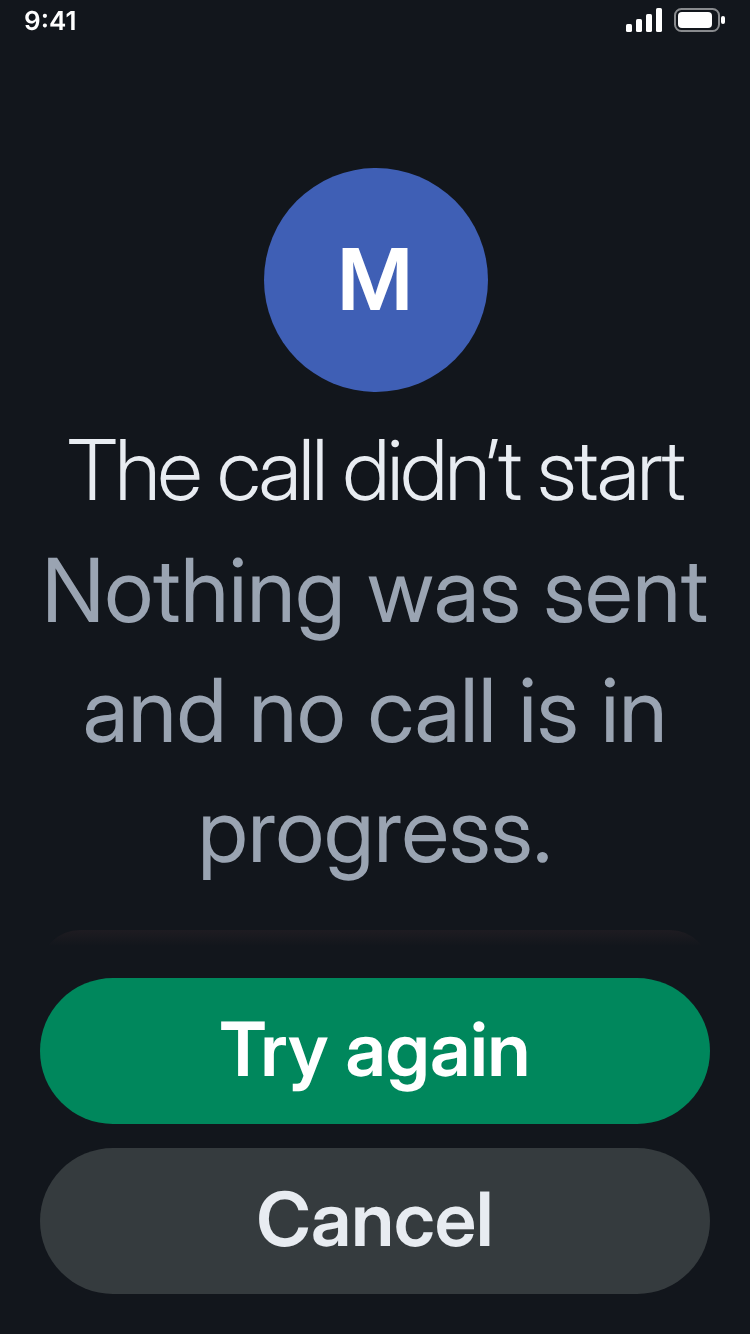 9:41
M
The call didn’t start
Nothing was sent
and no call is in
progress.
Try again
Cancel